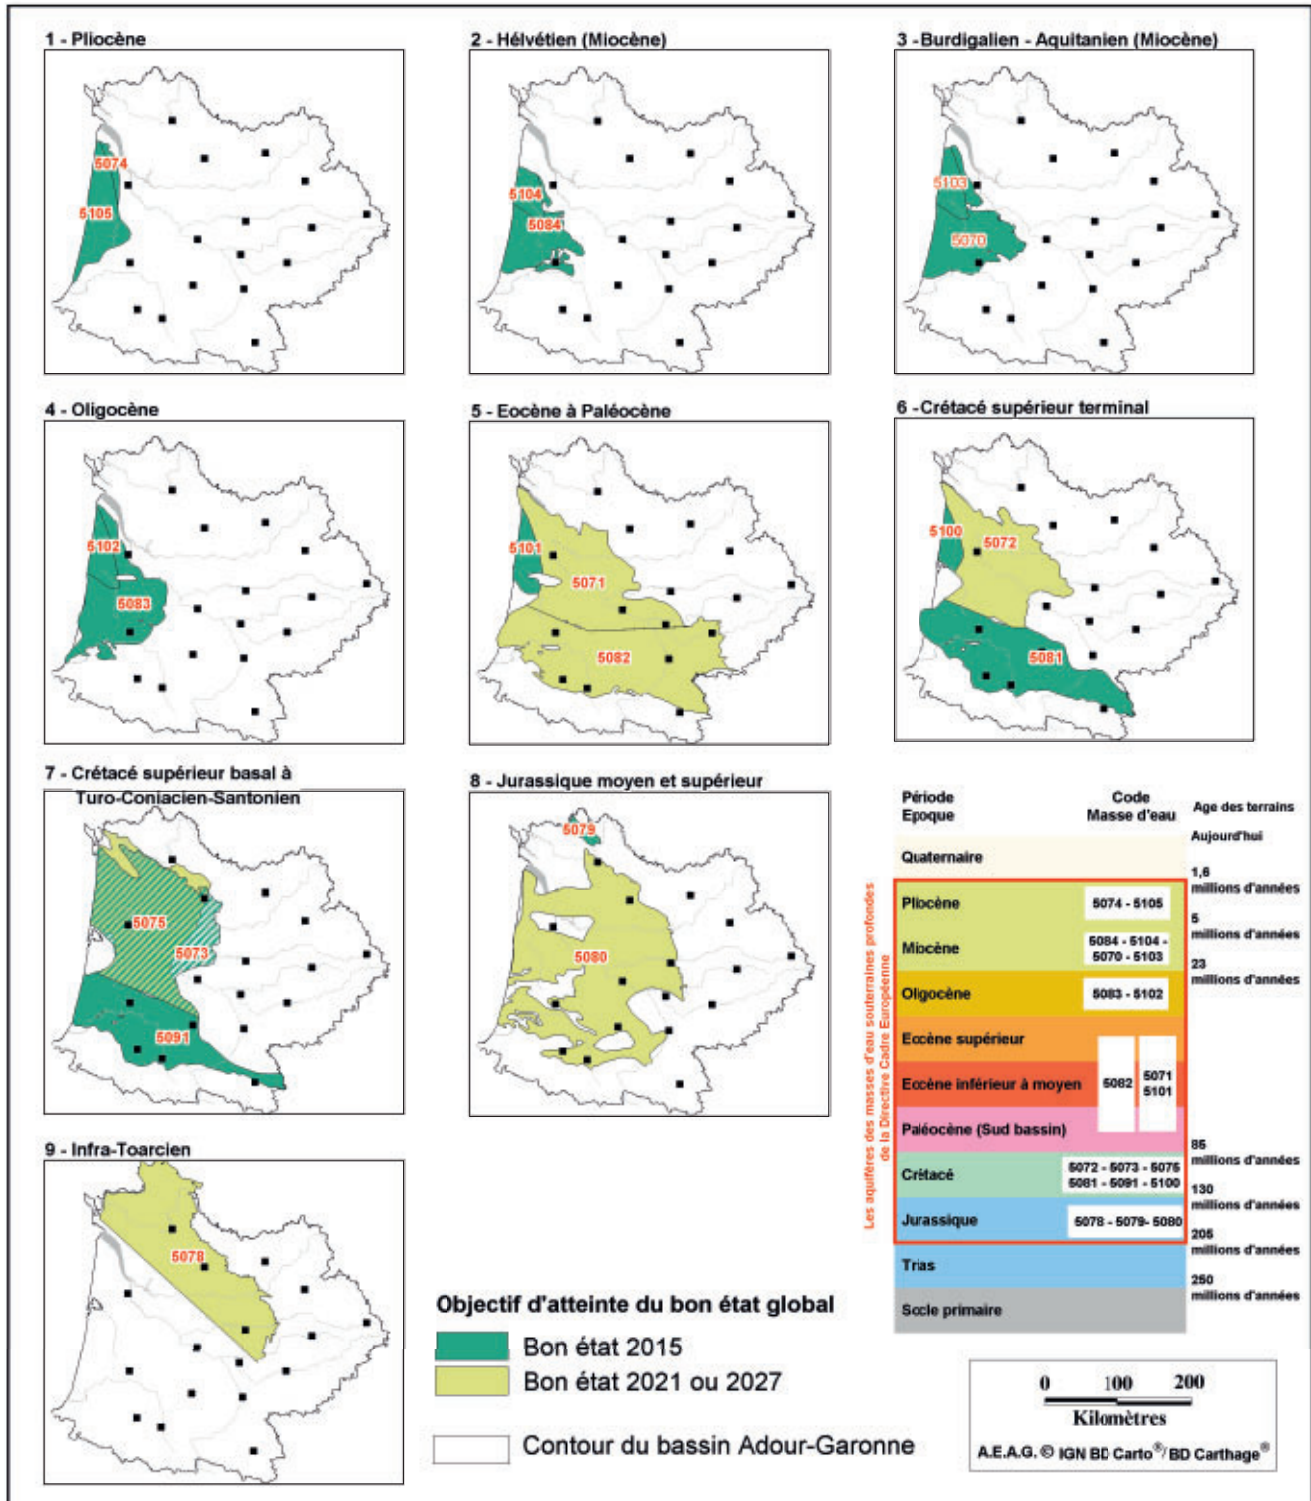 1 - Pliocène
5074
5105
2 - Hélvétien (Miocène)
5104
5084
3 - Burdigalien - Aquitanien (Miocène)
5103
5070
4 - Oligocène
5102
5083
5 - Eocène à Paléocène
5101
5071
5082
6 - Crétacé supérieur terminal
5100
5072
5081
7 - Crétacé supérieur basal à
Turo-Coniacien-Santonien
5075
5073
5091
8 - Jurassique moyen et supérieur
5079
5080
9 - Infra-Toarcien
5078
Objectif d'atteinte du bon état global
Bon état 2015
Bon état 2021 ou 2027
Contour du bassin Adour-Garonne
Période
Epoque
Code
Masse d'eau
Age des terrains
Aujourd'hui
Quaternaire
1,6
millions d'années
Pliocène
5074 - 5105
5
millions d'années
Miocène
5084 - 5104 -
5070 - 5103
23
millions d'années
Oligocène
5083 - 5102
Eocène supérieur
Eocène inférieur à moyen
5082
5071
5101
Paléocène (Sud bassin)
85
millions d'années
Crétacé
5072 - 5073 - 5075
5081 - 5091 - 5100
130
millions d'années
Jurassique
5078 - 5079- 5080
205
millions d'années
Trias
250
millions d'années
Socle primaire
Les aquifères des masses d'eau souterraines profondes
de la Directive Cadre Européenne
0 100 200
Kilomètres
A.E.A.G. © IGN BD Carto®/ BD Carthage®